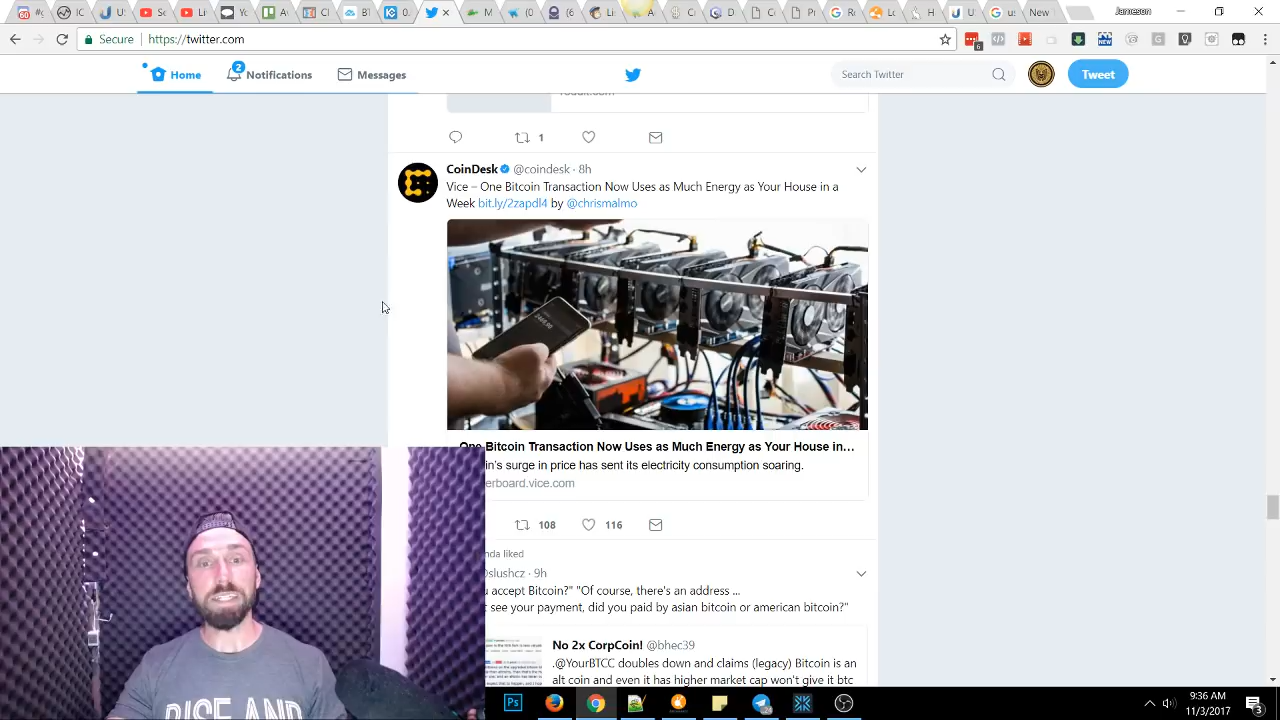 Jameson
Secure
https://twitter.com
6
NEW
Home
2
Notifications
Messages
Search Twitter
Tweet
1
CoinDesk @coindesk · 8h
Vice – One Bitcoin Transaction Now Uses as Much Energy as Your House in a
Week bit.ly/2zapdl4 by @chrismalmo
One Bitcoin Transaction Now Uses as Much Energy as Your House in...
in's surge in price has sent its electricity consumption soaring.
erboard.vice.com
108
116
nda liked
slushcz · 9h
accept Bitcoin?" "Of course, there's an address ...
t see your payment, did you paid by asian bitcoin or american bitcoin?"
No 2x CorpCoin! @bhec39
.@YourBTCC doubles down and claims legacy bitcoin is an
alt coin and even it has higher market cap won't give it btc
RISE AND
Ps
9:36 AM
11/3/2017
3